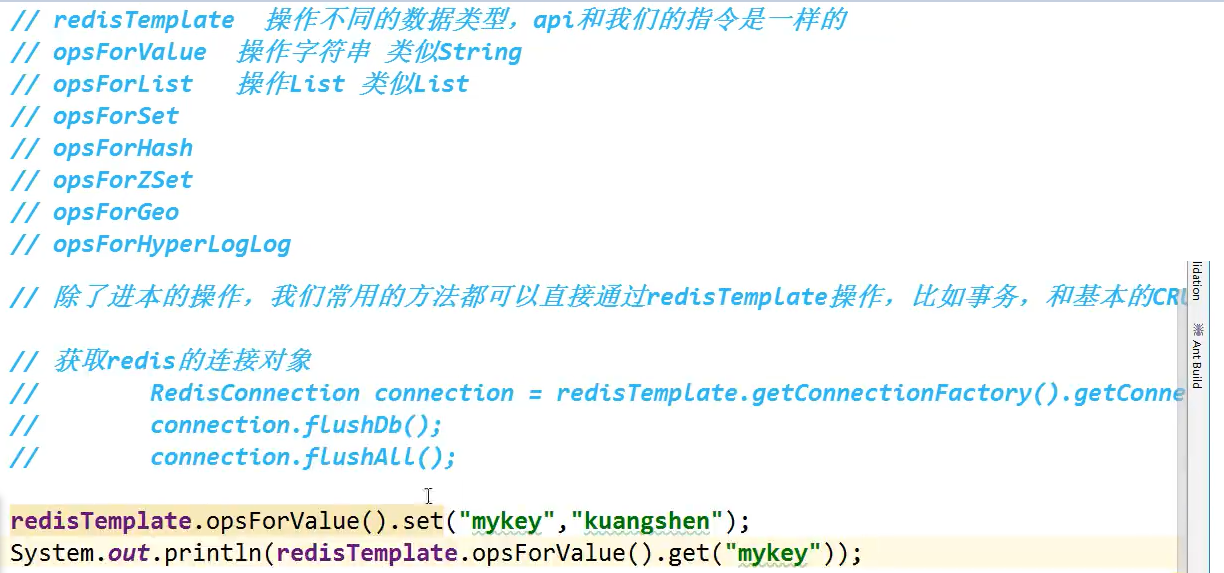 // redisTemplate  操作不同的数据类型，api和我们的指令是一样的
// opsForValue  操作字符串 类似String
// opsForList   操作List 类似List
// opsForSet
// opsForHash
// opsForZSet
// opsForGeo
// opsForHyperLogLog
// 除了进本的操作，我们常用的方法都可以直接通过redisTemplate操作，比如事务，和基本的CRU
// 获取redis的连接对象
//        RedisConnection connection = redisTemplate.getConnectionFactory().getConne
//        connection.flushDb();
//        connection.flushAll();
redisTemplate.opsForValue().set("mykey","kuangshen");
System.out.println(redisTemplate.opsForValue().get("mykey"));
lidation
Ant Build